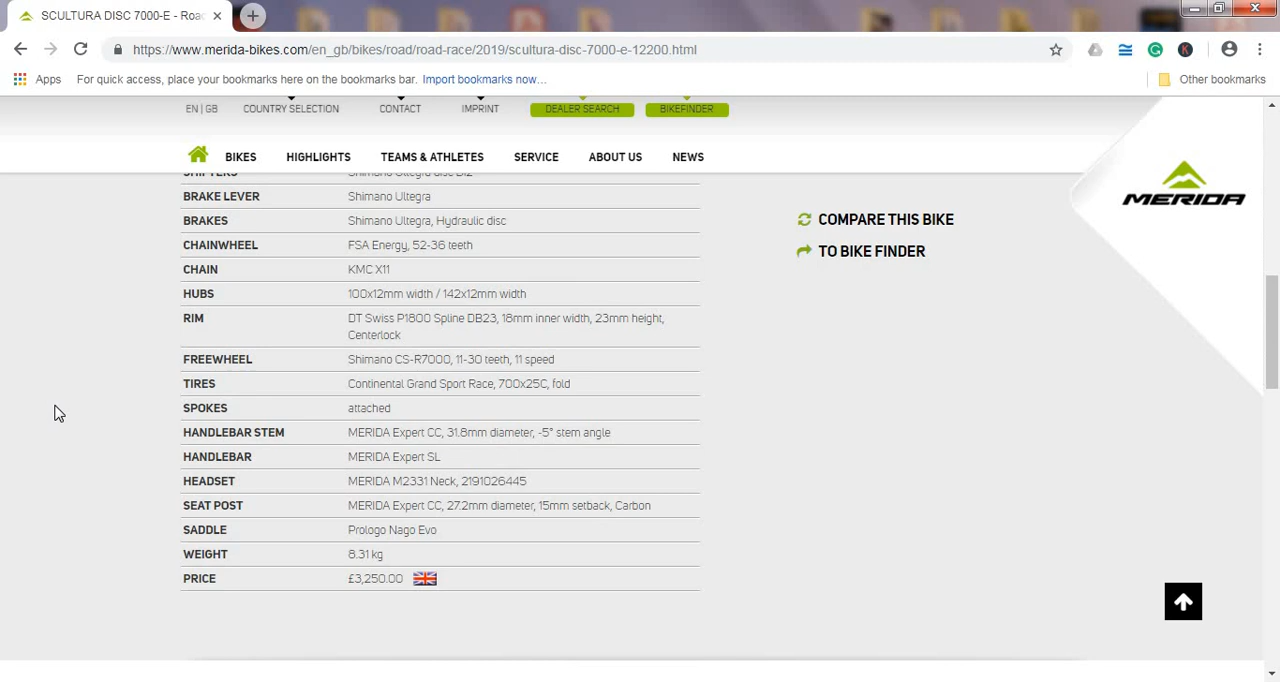 SCULTURA DISC 7000-E - Roa
https://www.merida-bikes.com/en_gb/bikes/road/road-race/2019/scultura-disc-7000-e-12200.html
Apps For quick access, place your bookmarks here on the bookmarks bar. Import bookmarks now… Other bookmarks
EN | GB COUNTRY SELECTION CONTACT IMPRINT DEALER SEARCH BIKEFINDER
BIKES HIGHLIGHTS TEAMS & ATHLETES SERVICE ABOUT US NEWS
MERIDA
SHIFTERS Shimano Ultegra disc Di2
BRAKE LEVER Shimano Ultegra
BRAKES Shimano Ultegra, Hydraulic disc
CHAINWHEEL FSA Energy, 52-36 teeth
CHAIN KMC X11
HUBS 100x12mm width / 142x12mm width
RIM DT Swiss P1800 Spline DB23, 18mm inner width, 23mm height,
Centerlock
FREEWHEEL Shimano CS-R7000, 11-30 teeth, 11 speed
TIRES Continental Grand Sport Race, 700x25C, fold
SPOKES attached
HANDLEBAR STEM MERIDA Expert CC, 31.8mm diameter, -5° stem angle
HANDLEBAR MERIDA Expert SL
HEADSET MERIDA M2331 Neck, 2191026445
SEAT POST MERIDA Expert CC, 27.2mm diameter, 15mm setback, Carbon
SADDLE Prologo Nago Evo
WEIGHT 8.31 kg
PRICE £3,250.00
COMPARE THIS BIKE
TO BIKE FINDER